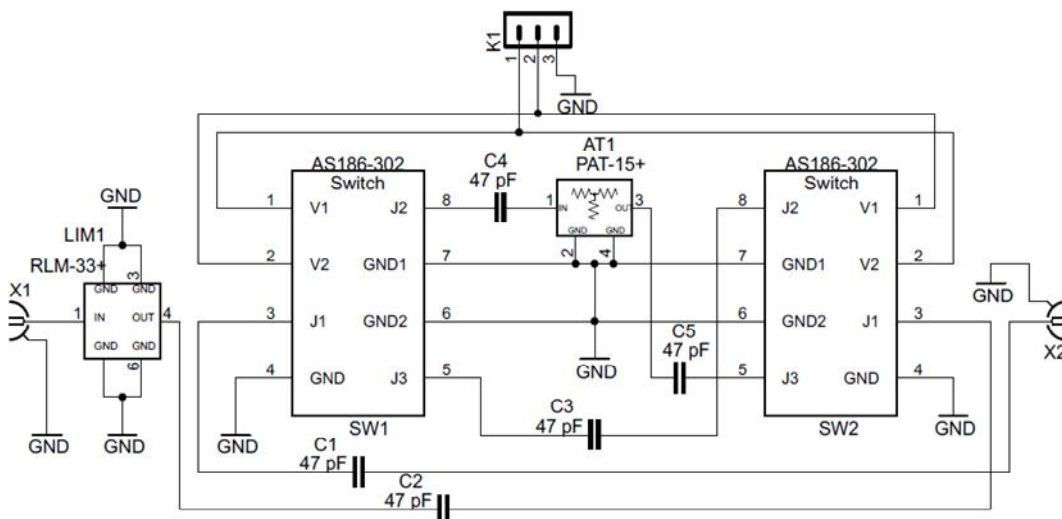 K1
1 2 3
GND
AS186-302
Switch
1 V1 J2 8
2 V2 GND1 7
3 J1 GND2 6
4 GND J3 5
SW1
GND
C4
47 pF
AT1
PAT-15+
1 IN OUT 3
GND GND
2 4
GND
AS186-302
Switch
8 J2 V1 1
7 GND1 V2 2
6 GND2 J1 3
5 J3 GND 4
SW2
GND
GND
LIM1
RLM-33+
GND GND
3
1 IN OUT 4
GND GND
6
GND
X1
GND
GND
X2
C5
47 pF
C3
47 pF
C1
47 pF
C2
47 pF